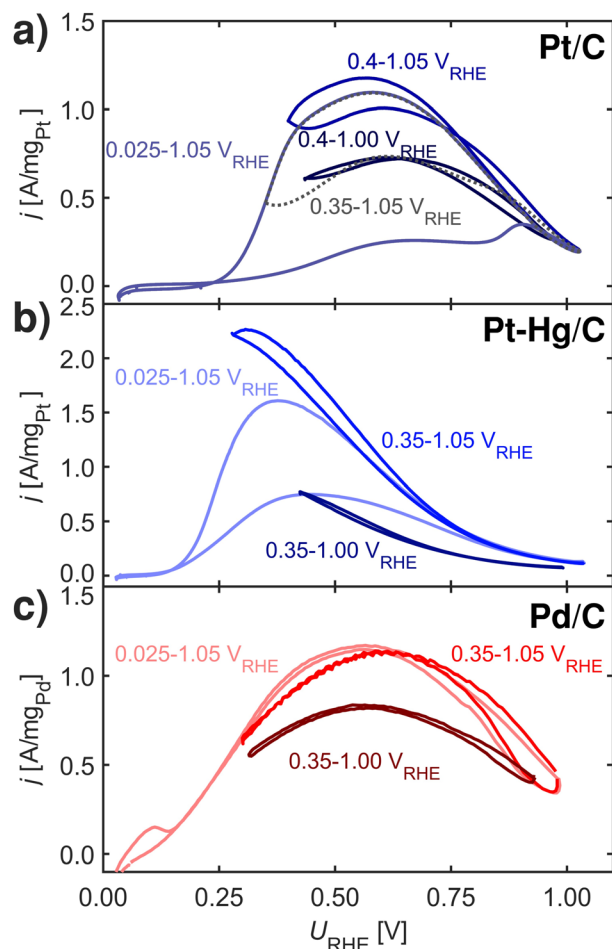 a)
Pt/C
1.5
1.0
0.5
0.0
j [A/mgPt]
0.4-1.05 VRHE
0.025-1.05 VRHE
0.4-1.00 VRHE
0.35-1.05 VRHE
b)
Pt-Hg/C
2.5
2.0
1.5
1.0
0.5
0.0
j [A/mgPt]
0.025-1.05 VRHE
0.35-1.05 VRHE
0.35-1.00 VRHE
c)
Pd/C
1.5
1.0
0.5
0.0
j [A/mgPd]
0.025-1.05 VRHE
0.35-1.05 VRHE
0.35-1.00 VRHE
0.00 0.25 0.50 0.75 1.00
URHE [V]